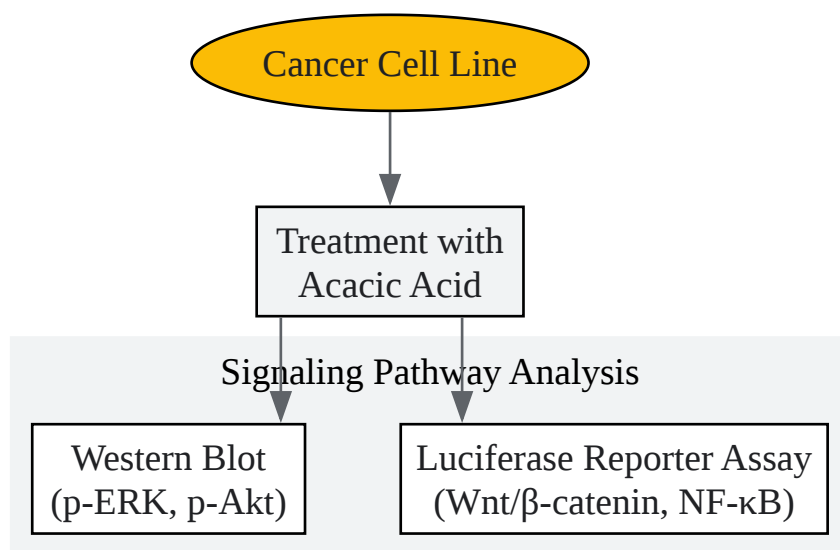 Cancer Cell Line
Treatment with
Acacic Acid
Signaling Pathway Analysis
Western Blot
(p-ERK, p-Akt)
Luciferase Reporter Assay
(Wnt/β-catenin, NF-κB)